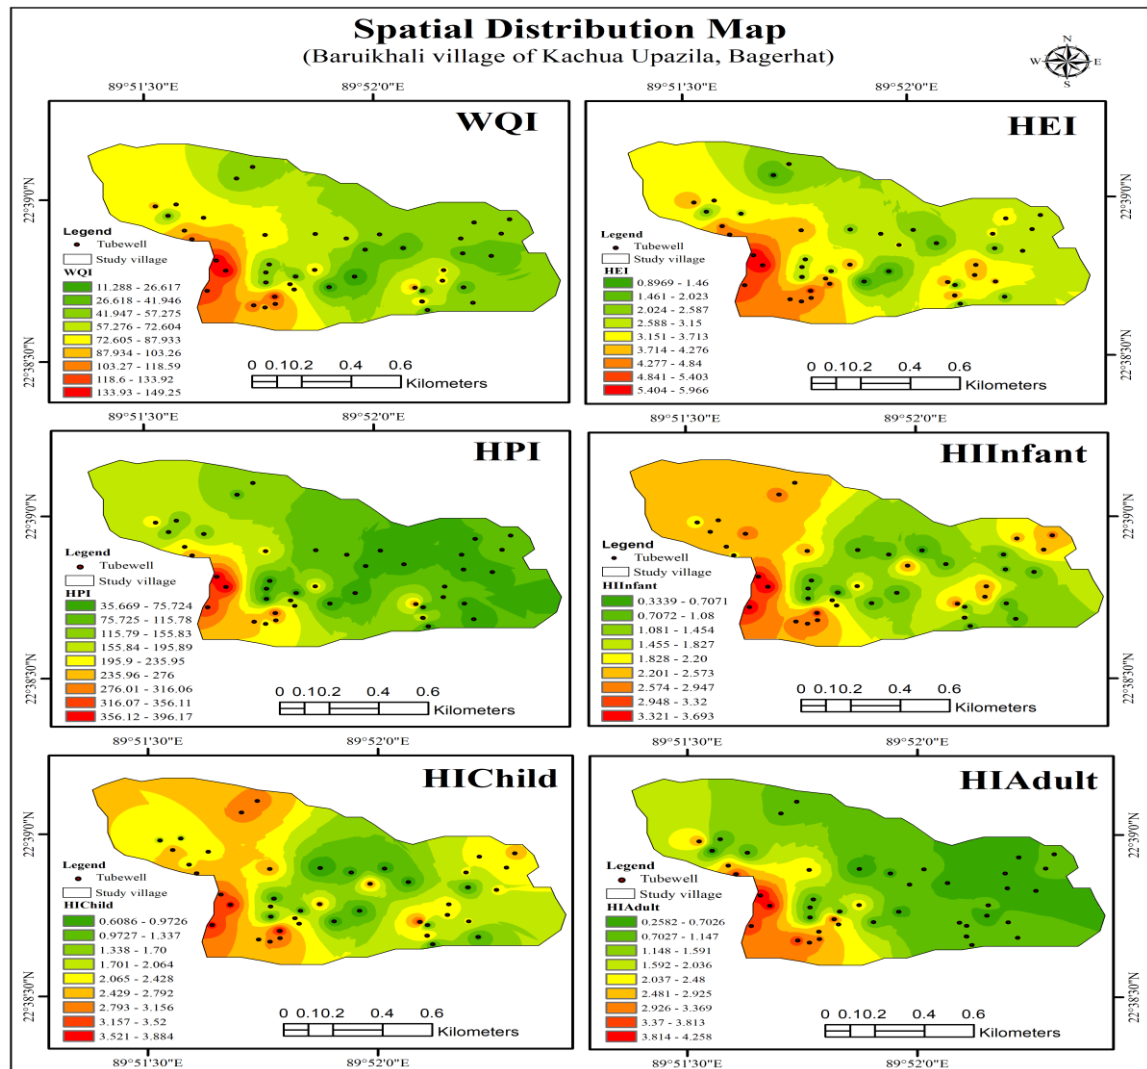 Spatial Distribution Map
(Baruikhali village of Kachua Upazila, Bagerhat)
N
W E
S
89°51'30"E 89°52'0"E
89°51'30"E 89°52'0"E
WQI
22°39'0"N
22°38'30"N
Legend
Tubewell
Study village
WQI
11.288 - 26.617
26.618 - 41.946
41.947 - 57.275
57.276 - 72.604
72.605 - 87.933
87.934 - 103.26
103.27 - 118.59
118.6 - 133.92
133.93 - 149.25
0 0.10.2 0.4 0.6
Kilometers
HEI
22°39'0"N
22°38'30"N
Legend
Tubewell
Study village
HEI
0.8969 - 1.46
1.461 - 2.023
2.024 - 2.587
2.588 - 3.15
3.151 - 3.713
3.714 - 4.276
4.277 - 4.84
4.841 - 5.403
5.404 - 5.966
0 0.10.2 0.4 0.6
Kilometers
89°51'30"E 89°52'0"E
89°51'30"E 89°52'0"E
HPI
22°39'0"N
22°38'30"N
Legend
Tubewell
Study village
HPI
35.669 - 75.724
75.725 - 115.78
115.79 - 155.83
155.84 - 195.89
195.9 - 235.95
235.96 - 276
276.01 - 316.06
316.07 - 356.11
356.12 - 396.17
0 0.10.2 0.4 0.6
Kilometers
HIInfant
22°39'0"N
22°38'30"N
Legend
Tubewell
Study village
HIInfant
0.3339 - 0.7071
0.7072 - 1.08
1.081 - 1.454
1.455 - 1.827
1.828 - 2.20
2.201 - 2.573
2.574 - 2.947
2.948 - 3.32
3.321 - 3.693
0 0.10.2 0.4 0.6
Kilometers
89°51'30"E 89°52'0"E
89°51'30"E 89°52'0"E
HIChild
22°39'0"N
22°38'30"N
Legend
Tubewell
Study village
HIChild
0.6086 - 0.9726
0.9727 - 1.337
1.338 - 1.70
1.701 - 2.064
2.065 - 2.428
2.429 - 2.792
2.793 - 3.156
3.157 - 3.52
3.521 - 3.884
0 0.10.2 0.4 0.6
Kilometers
HIAdult
22°39'0"N
22°38'30"N
Legend
Tubewell
Study village
HIAdult
0.2582 - 0.7026
0.7027 - 1.147
1.148 - 1.591
1.592 - 2.036
2.037 - 2.48
2.481 - 2.925
2.926 - 3.369
3.37 - 3.813
3.814 - 4.258
0 0.10.2 0.4 0.6
Kilometers
89°51'30"E 89°52'0"E
89°51'30"E 89°52'0"E